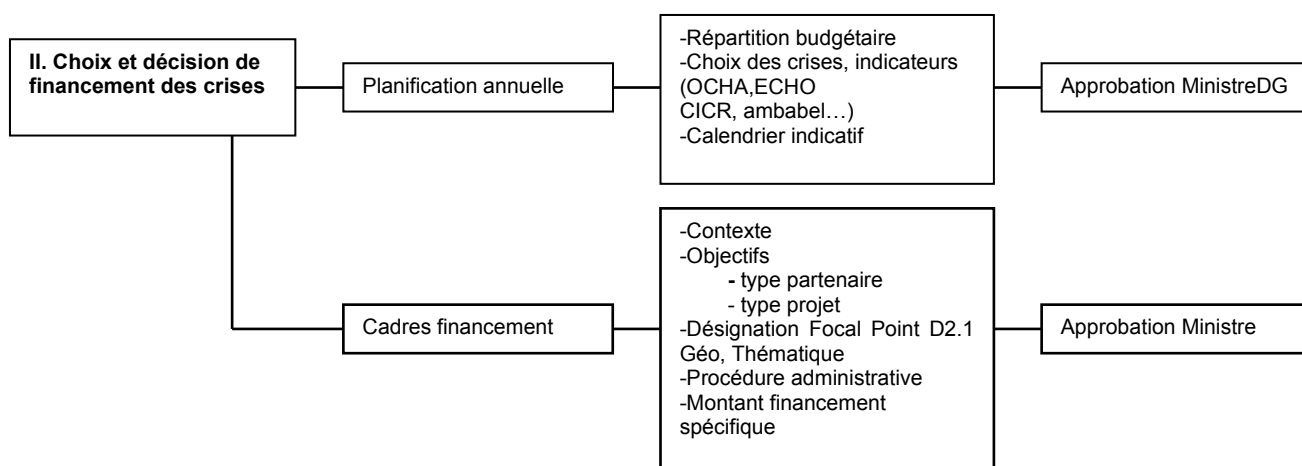 II. Choix et décision de
financement des crises
Planification annuelle
-Répartition budgétaire
-Choix des crises, indicateurs
(OCHA,ECHO
CICR, ambabel…)
-Calendrier indicatif
Approbation MinistreDG
Cadres financement
-Contexte
-Objectifs
- type partenaire
- type projet
-Désignation Focal Point D2.1
Géo, Thématique
-Procédure administrative
-Montant financement
spécifique
Approbation Ministre